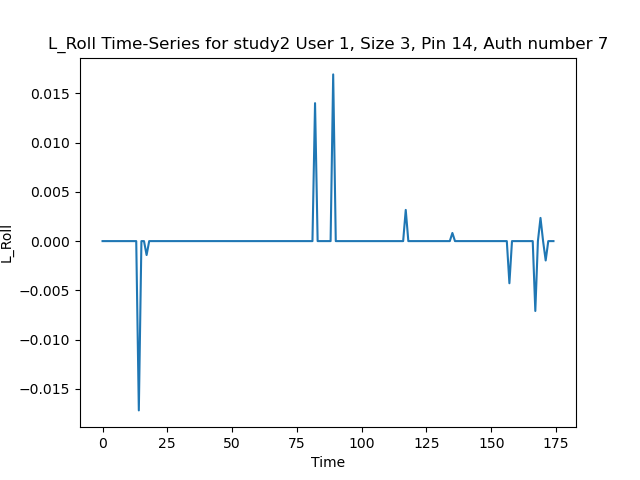 L_Roll Time-Series for study2 User 1, Size 3, Pin 14, Auth number 7
0.015
0.010
0.005
0.000
−0.005
−0.010
−0.015
L_Roll
0 25 50 75 100 125 150 175
Time